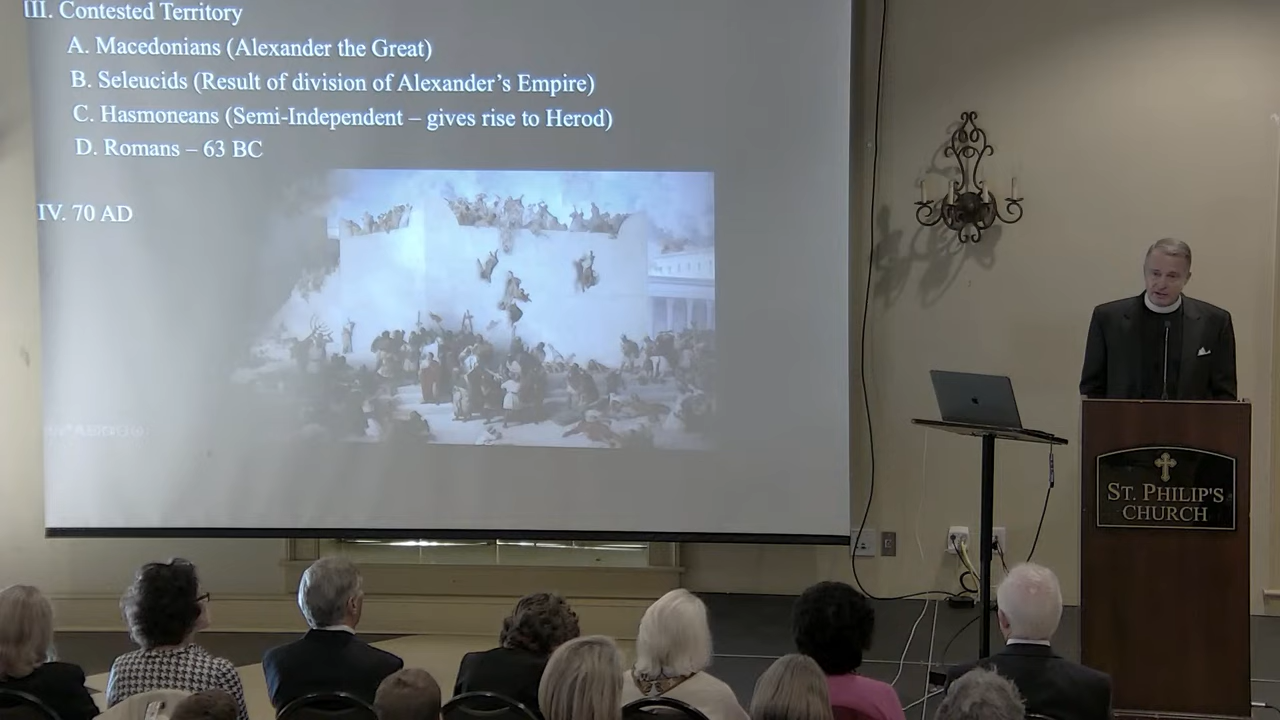 III. Contested Territory
A. Macedonians (Alexander the Great)
B. Seleucids (Result of division of Alexander's Empire)
C. Hasmoneans (Semi-Independent – gives rise to Herod)
D. Romans – 63 BC
IV. 70 AD
ST. PHILIP'S
CHURCH